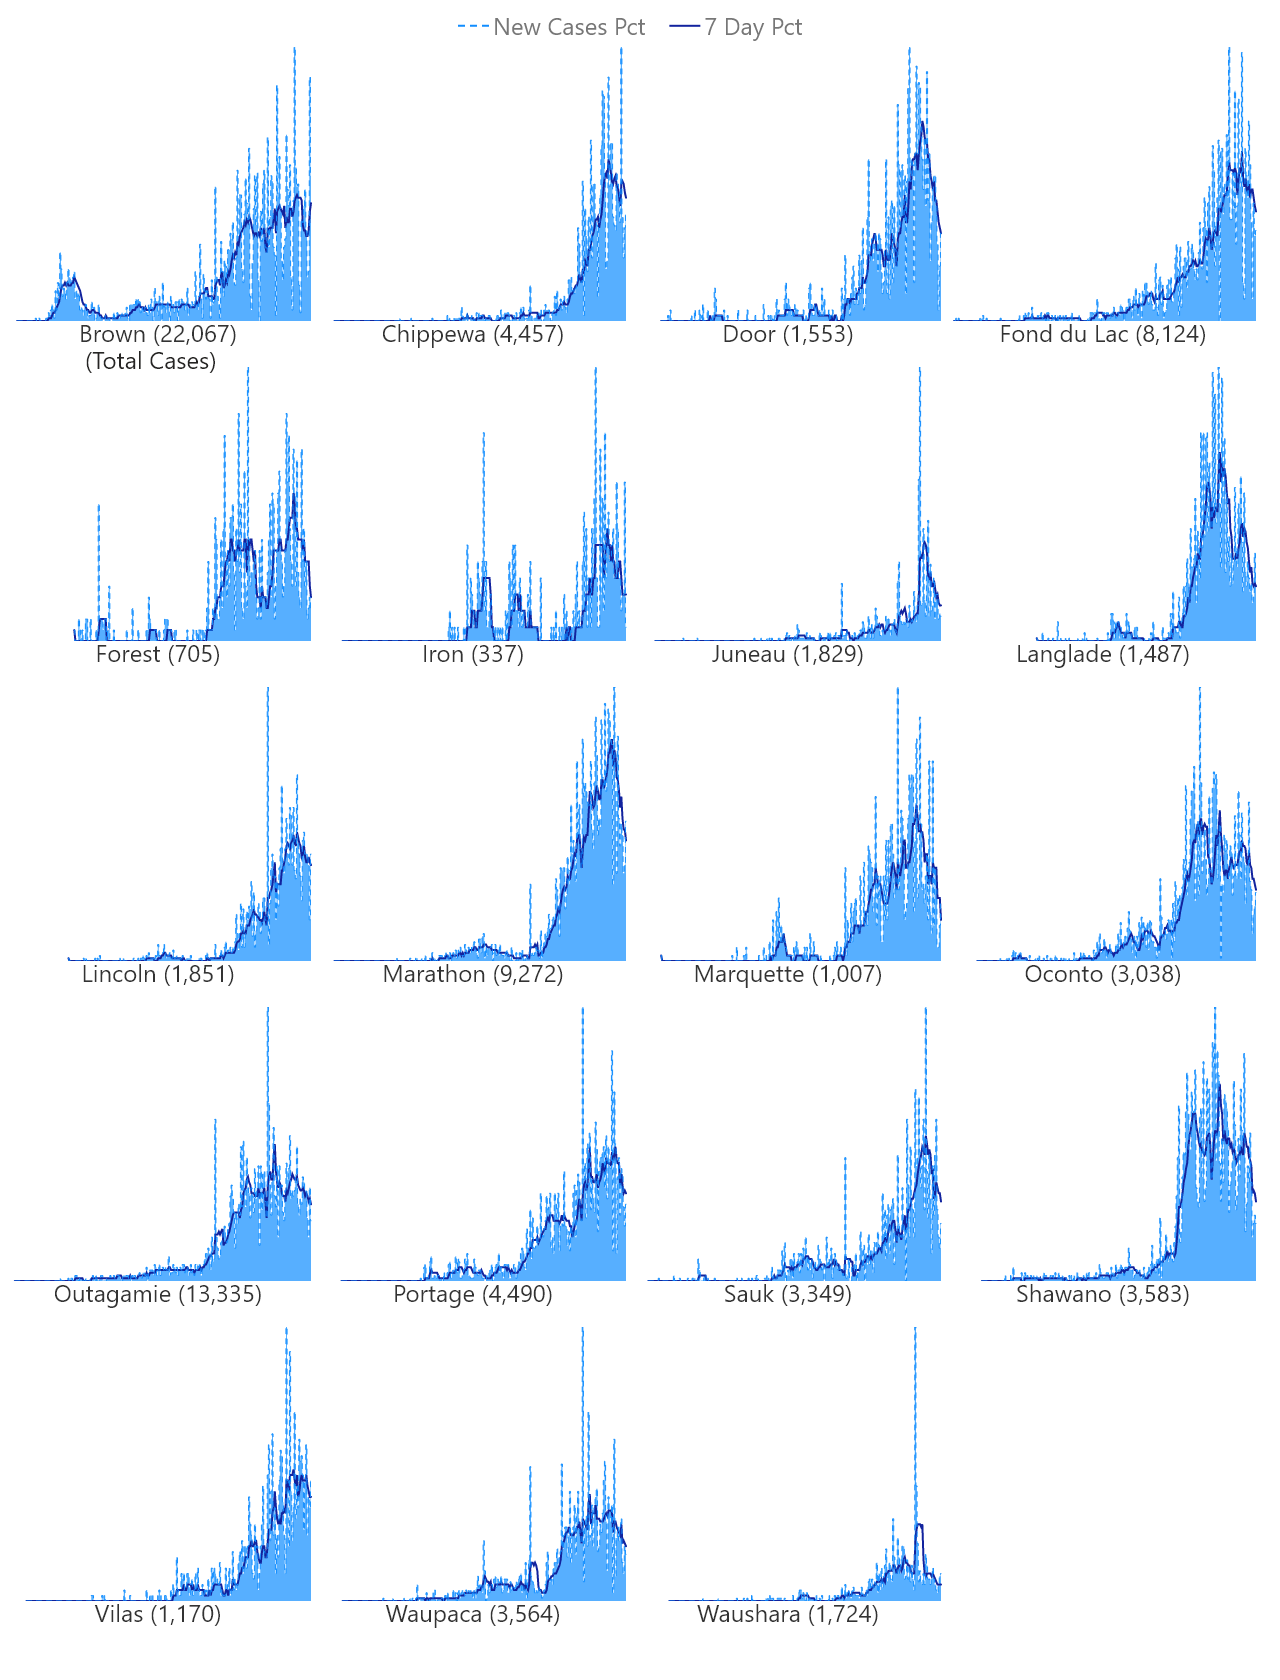 New Cases Pct 7 Day Pct
Brown (22,067)
(Total Cases)
Chippewa (4,457)
Door (1,553)
Fond du Lac (8,124)
Forest (705)
Iron (337)
Juneau (1,829)
Langlade (1,487)
Lincoln (1,851)
Marathon (9,272)
Marquette (1,007)
Oconto (3,038)
Outagamie (13,335)
Portage (4,490)
Sauk (3,349)
Shawano (3,583)
Vilas (1,170)
Waupaca (3,564)
Waushara (1,724)